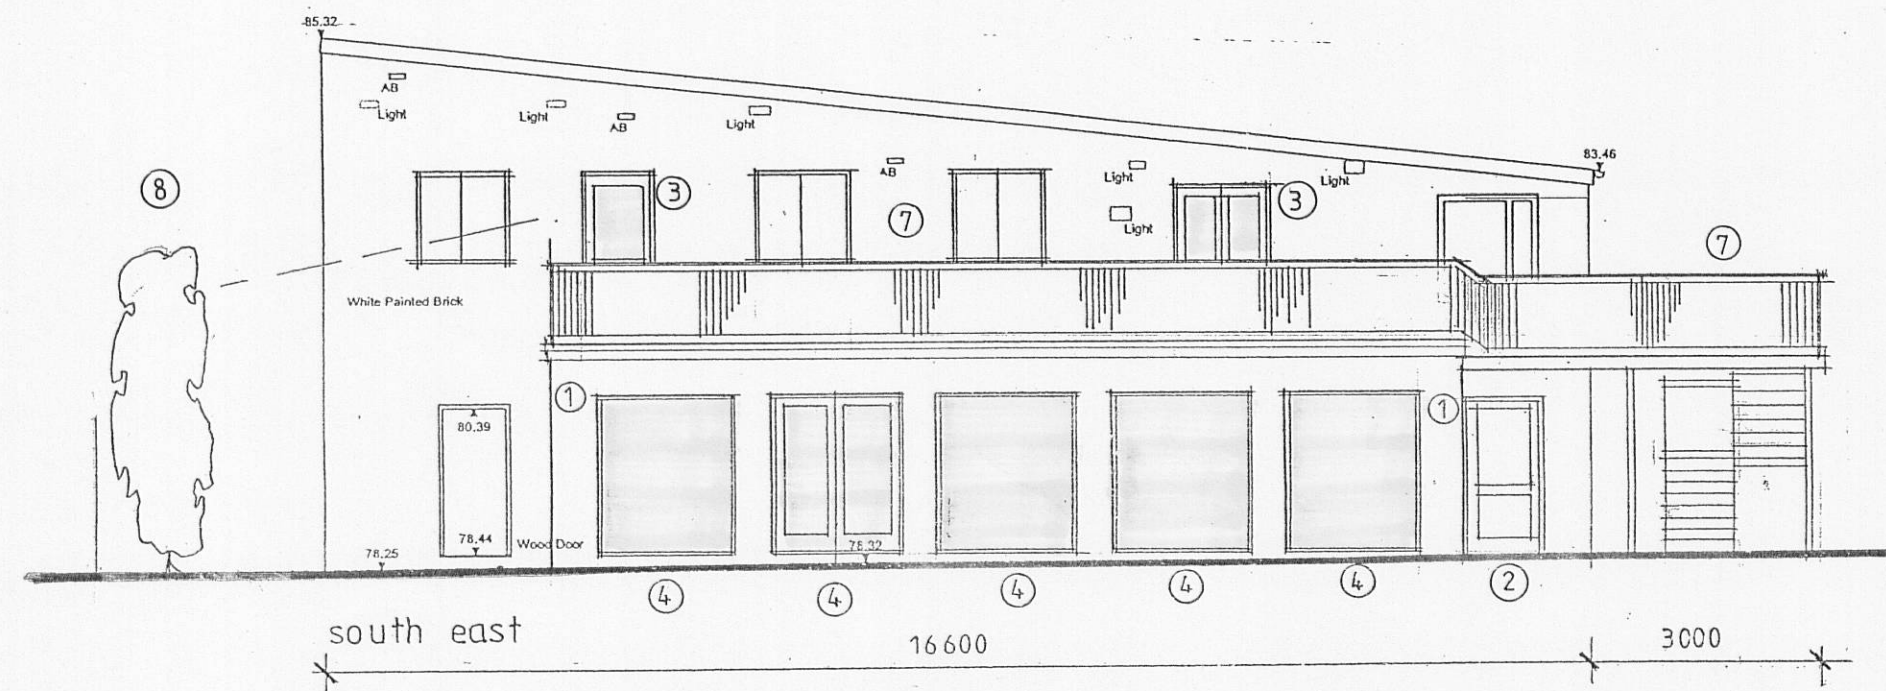 85.32
AB
Light
Light
AB
Light
AB
Light
Light
Light
83.46
8
3
7
3
7
White Painted Brick
1
1
80.39
78.44
Wood Door
78.25
78.32
4
4
4
4
4
2
south east
16600
3000